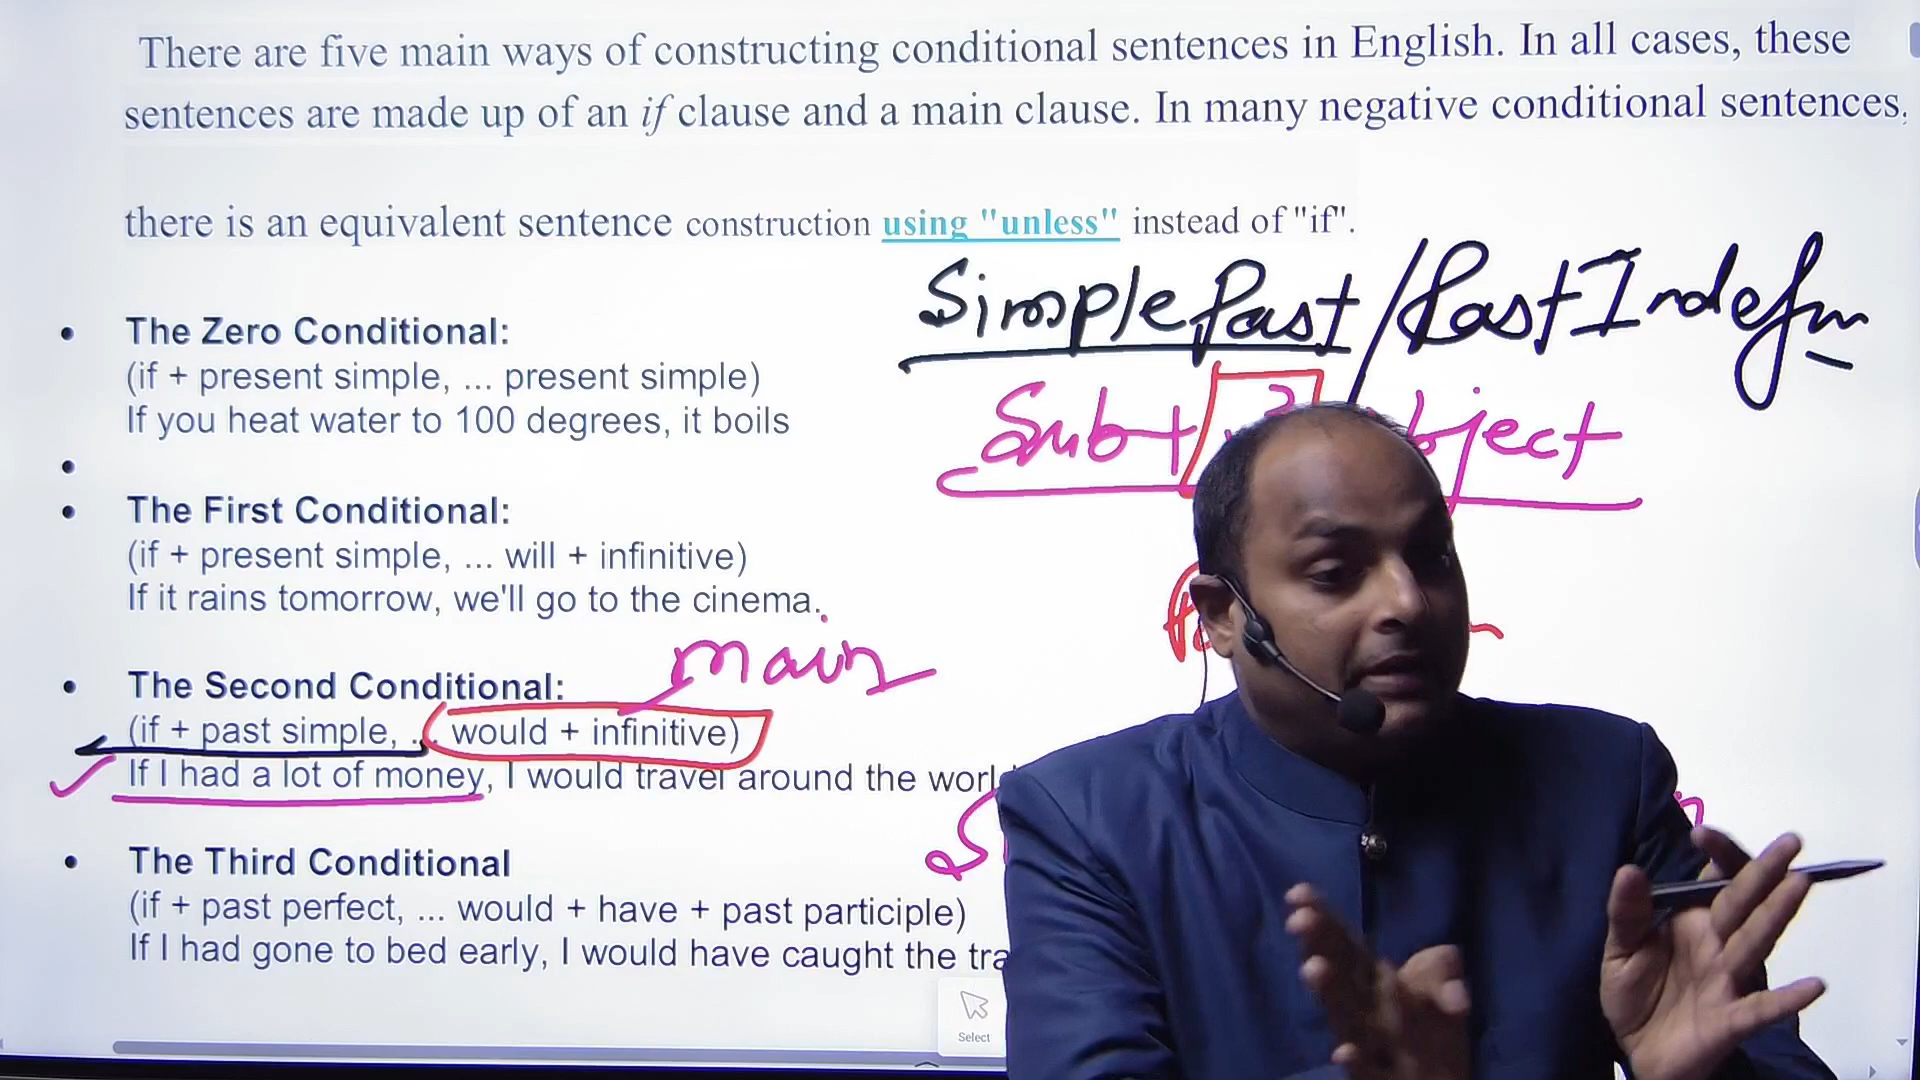 There are five main ways of constructing conditional sentences in English. In all cases, these
sentences are made up of an if clause and a main clause. In many negative conditional sentences,
there is an equivalent sentence construction using "unless" instead of "if".
Simple Past / Past Indefin
• The Zero Conditional:
(if + present simple, ... present simple)
Sub +
If you heat water to 100 degrees, it boils
•
• The First Conditional:
(if + present simple, ... will + infinitive)
If it rains tomorrow, we'll go to the cinema.
main
• The Second Conditional:
(if + past simple, ... would + infinitive)
If I had a lot of money, I would travel around the
• The Third Conditional
(if + past perfect, ... would + have + past participle)
If I had gone to bed early, I would have caught the
Select